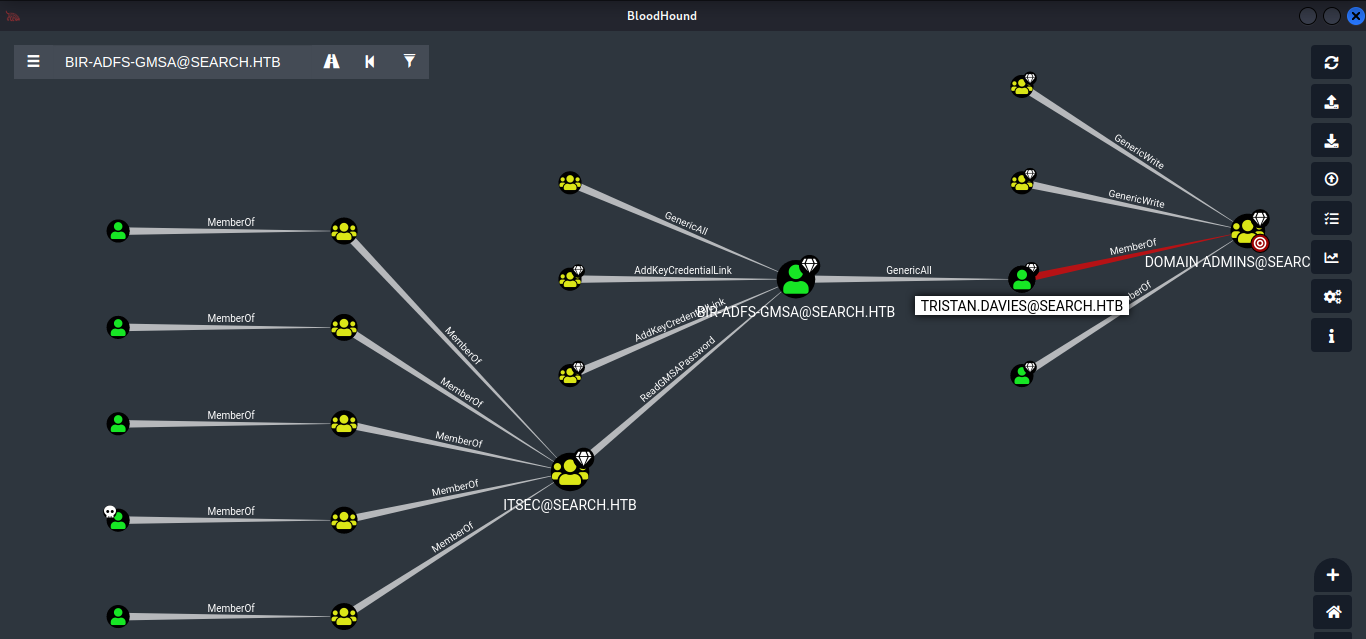 BloodHound
BIR-ADFS-GMSA@SEARCH.HTB
GenericWrite
GenericWrite
GenericAll
MemberOf
MemberOf
DOMAIN ADMINS@SEARC
AddKeyCredentialLink
GenericAll
TRISTAN.DAVIES@SEARCH.HTB
berOf
BIR-ADFS-GMSA@SEARCH.HTB
AddKeyCredentialLink
MemberOf
MemberOf
ReadGMSAPassword
MemberOf
MemberOf
MemberOf
ITSEC@SEARCH.HTB
MemberOf
MemberOf
MemberOf
MemberOf